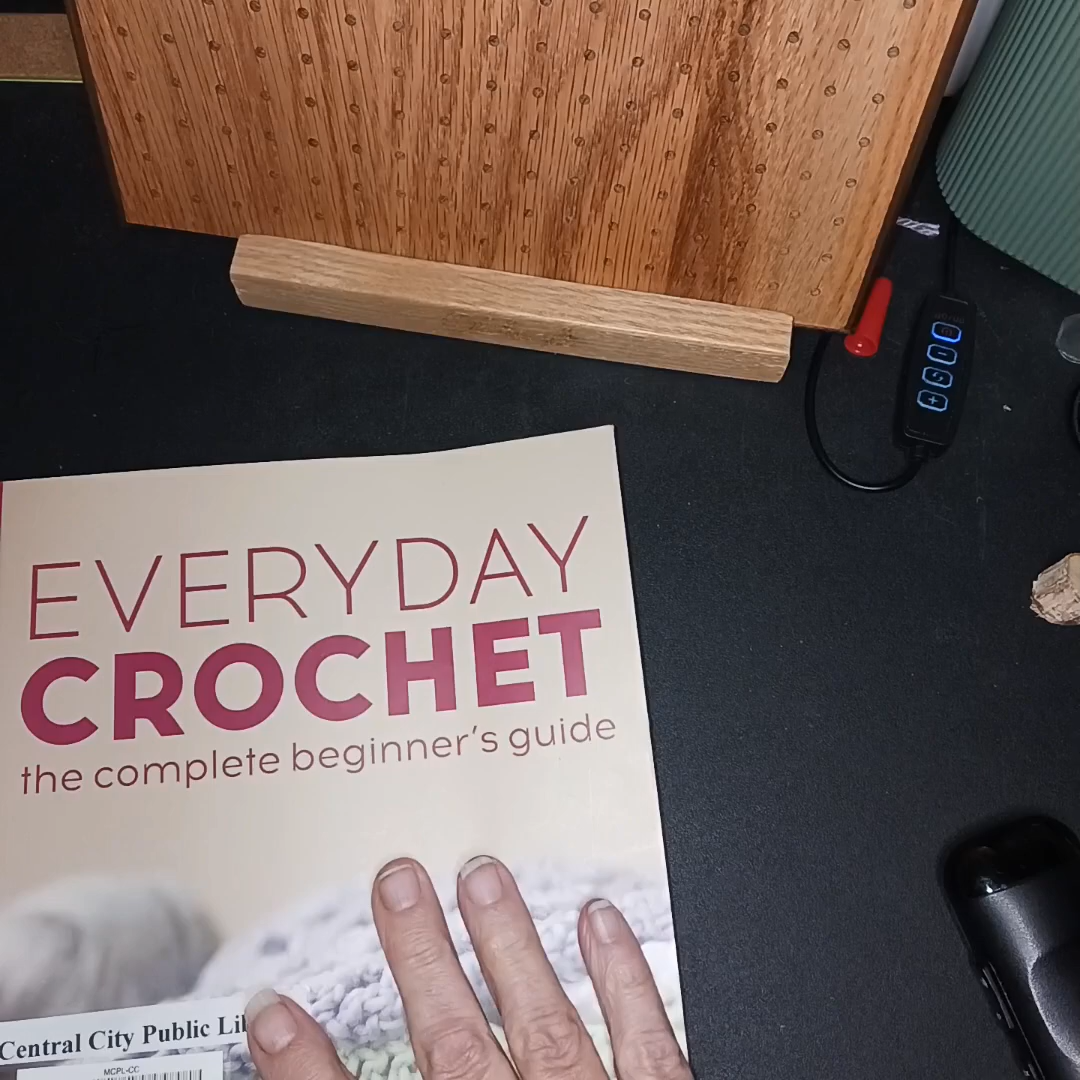 EVERYDAY
CROCHET
the complete beginner's guide
Central City Public
MCPL-CC